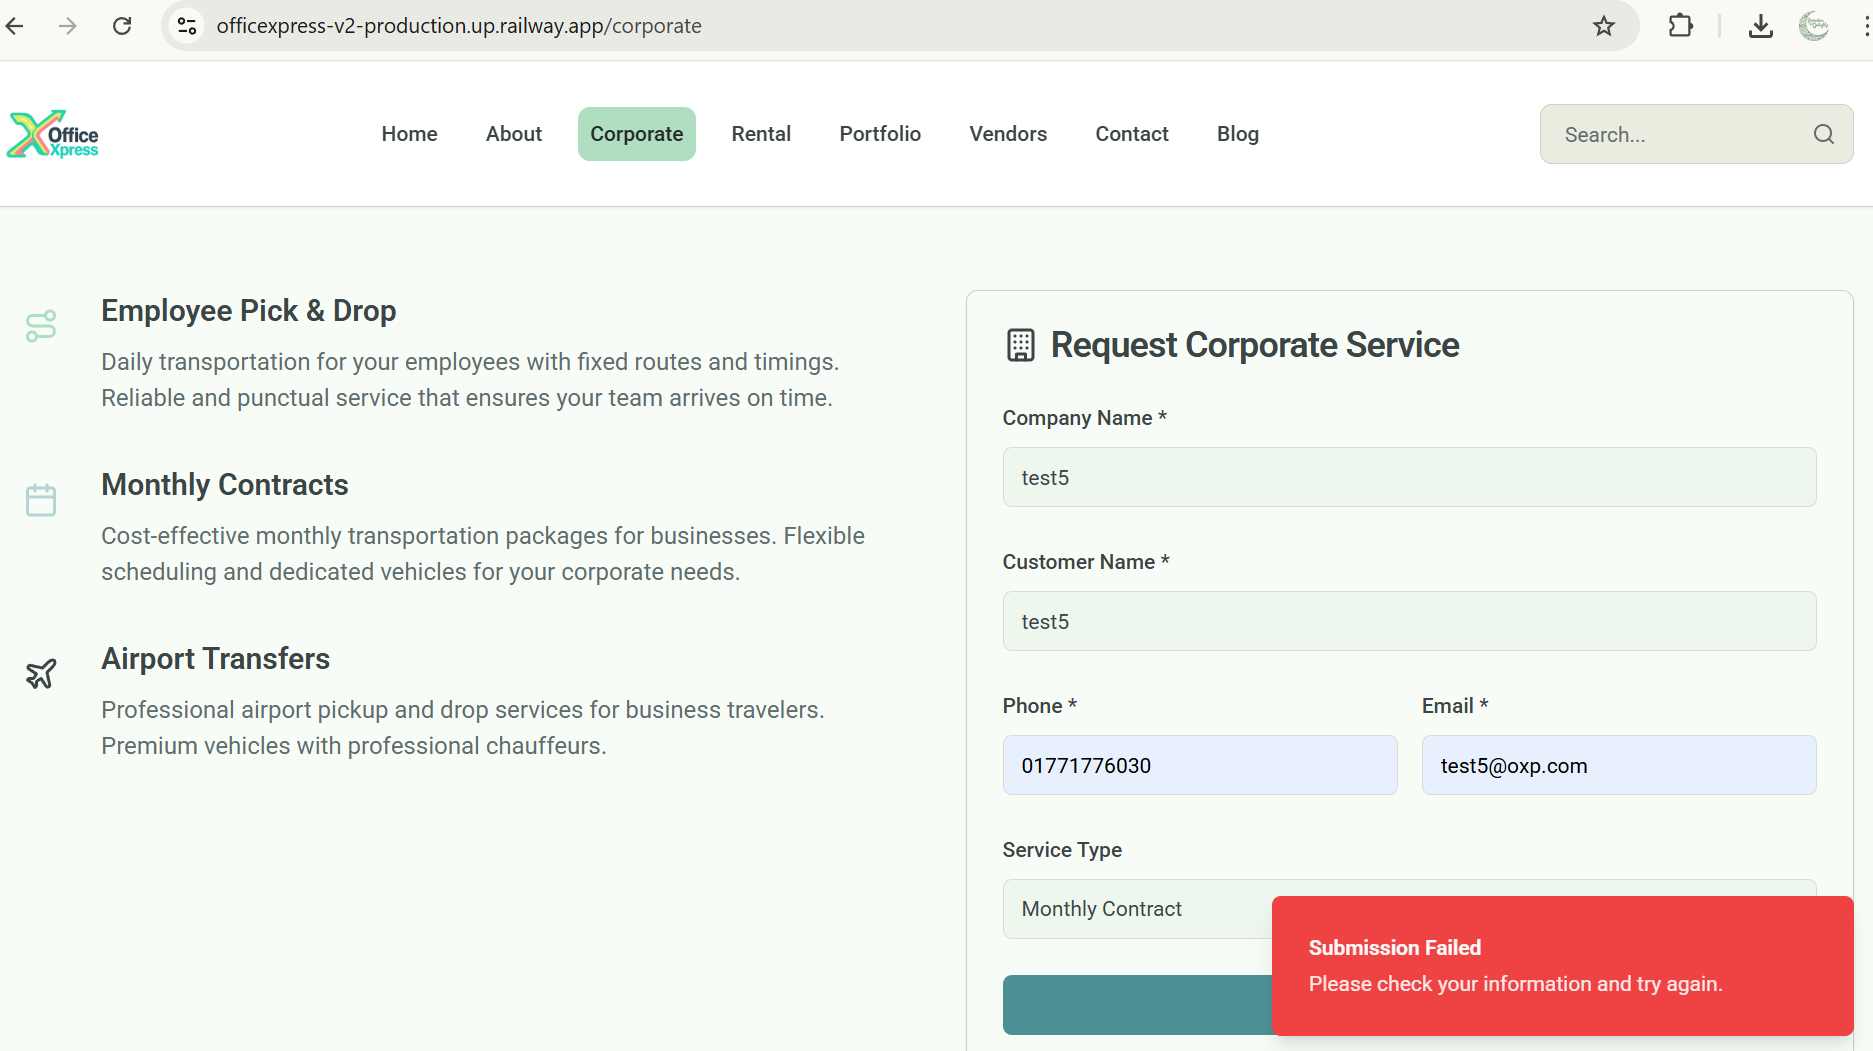 officexpress-v2-production.up.railway.app/corporate
X Office
Xpress
Home
About
Corporate
Rental
Portfolio
Vendors
Contact
Blog
Search...
Employee Pick & Drop
Daily transportation for your employees with fixed routes and timings.
Reliable and punctual service that ensures your team arrives on time.
Monthly Contracts
Cost-effective monthly transportation packages for businesses. Flexible
scheduling and dedicated vehicles for your corporate needs.
Airport Transfers
Professional airport pickup and drop services for business travelers.
Premium vehicles with professional chauffeurs.
Request Corporate Service
Company Name *
test5
Customer Name *
test5
Phone *
01771776030
Email *
test5@oxp.com
Service Type
Monthly Contract
Submission Failed
Please check your information and try again.